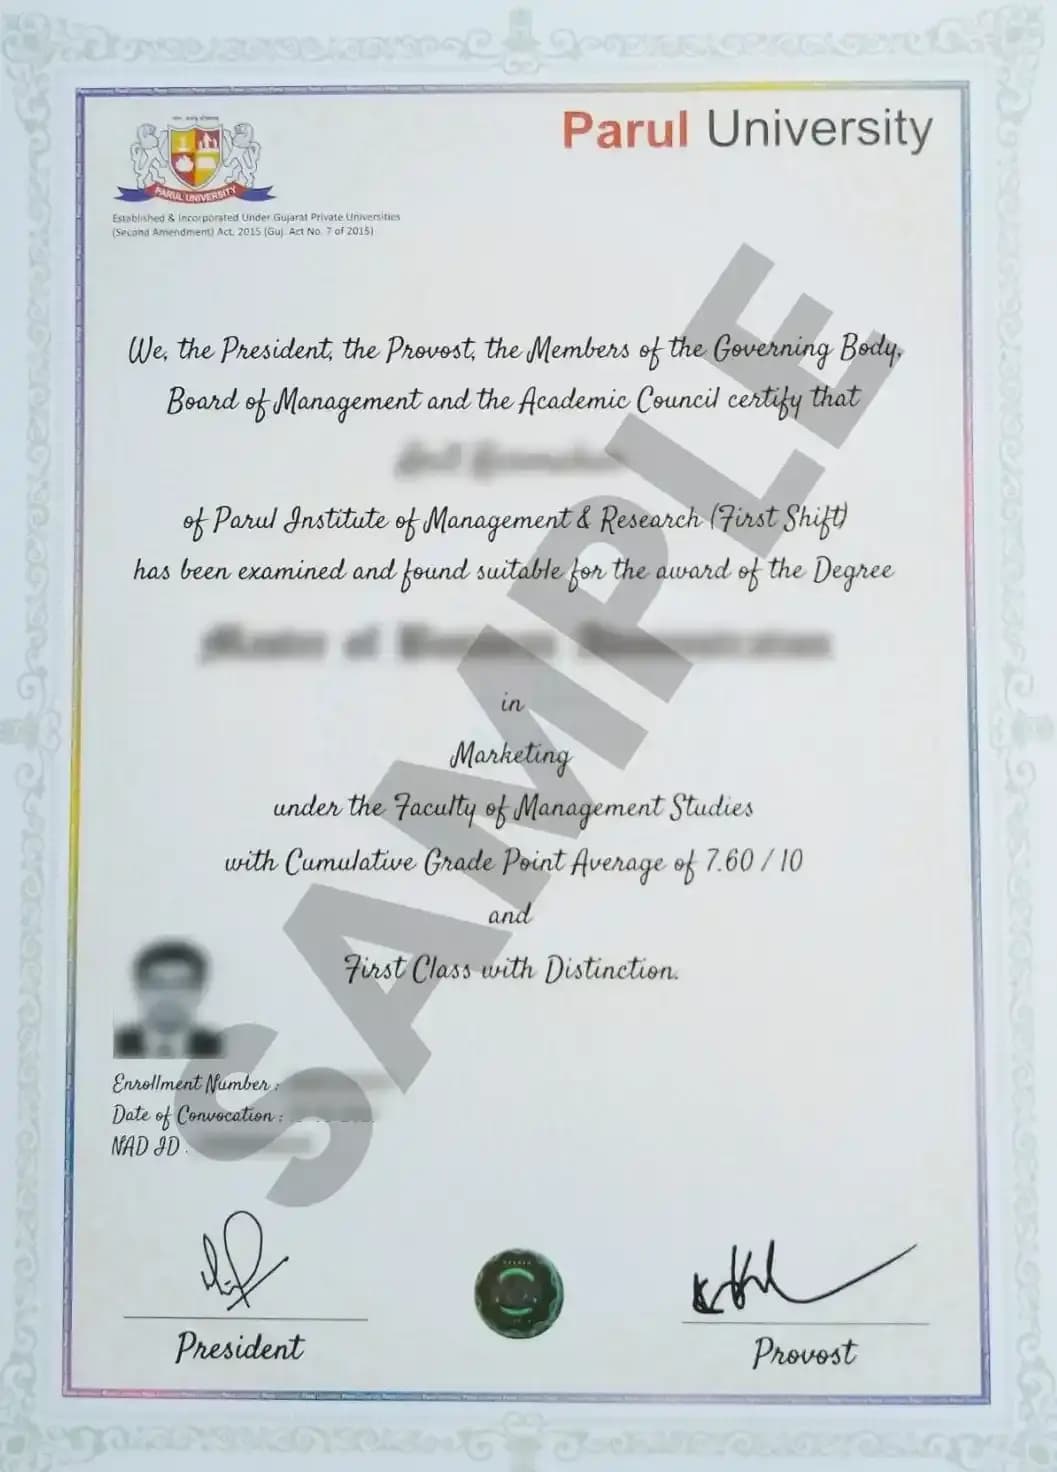 Parul University
PARUL UNIVERSITY
Established & Incorporated Under Gujarat Private Universities
(Second Amendment) Act, 2015 (Guj. Act No. 7 of 2015)
We, the President, the Provost, the Members of the Governing Body,
Board of Management and the Academic Council certify that
of Parul Institute of Management & Research (First Shift)
has been examined and found suitable for the award of the Degree
in
Marketing
under the Faculty of Management Studies
with Cumulative Grade Point Average of 7.60 / 10
and
First Class with Distinction.
Enrollment Number :
Date of Convocation :
NAD ID :
President
Provost
SAMPLE